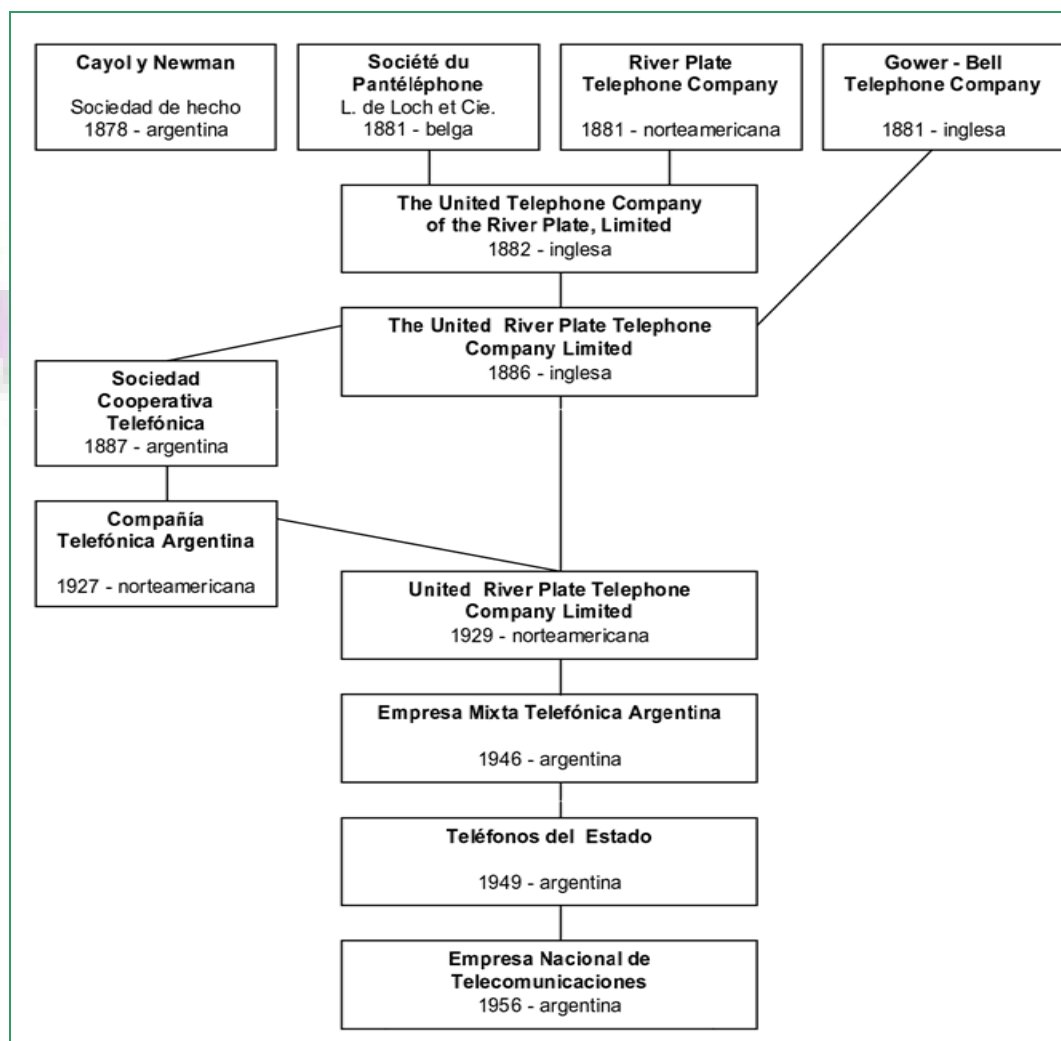 Cayol y Newman
Sociedad de hecho
1878 - argentina
Société du
Pantéléphone
L. de Loch et Cie.
1881 - belga
River Plate
Telephone Company
1881 - norteamericana
Gower - Bell
Telephone Company
1881 - inglesa
The United Telephone Company
of the River Plate, Limited
1882 - inglesa
The United River Plate Telephone
Company Limited
1886 - inglesa
Sociedad
Cooperativa
Telefónica
1887 - argentina
Compañía
Telefónica Argentina
1927 - norteamericana
United River Plate Telephone
Company Limited
1929 - norteamericana
Empresa Mixta Telefónica Argentina
1946 - argentina
Teléfonos del Estado
1949 - argentina
Empresa Nacional de
Telecomunicaciones
1956 - argentina